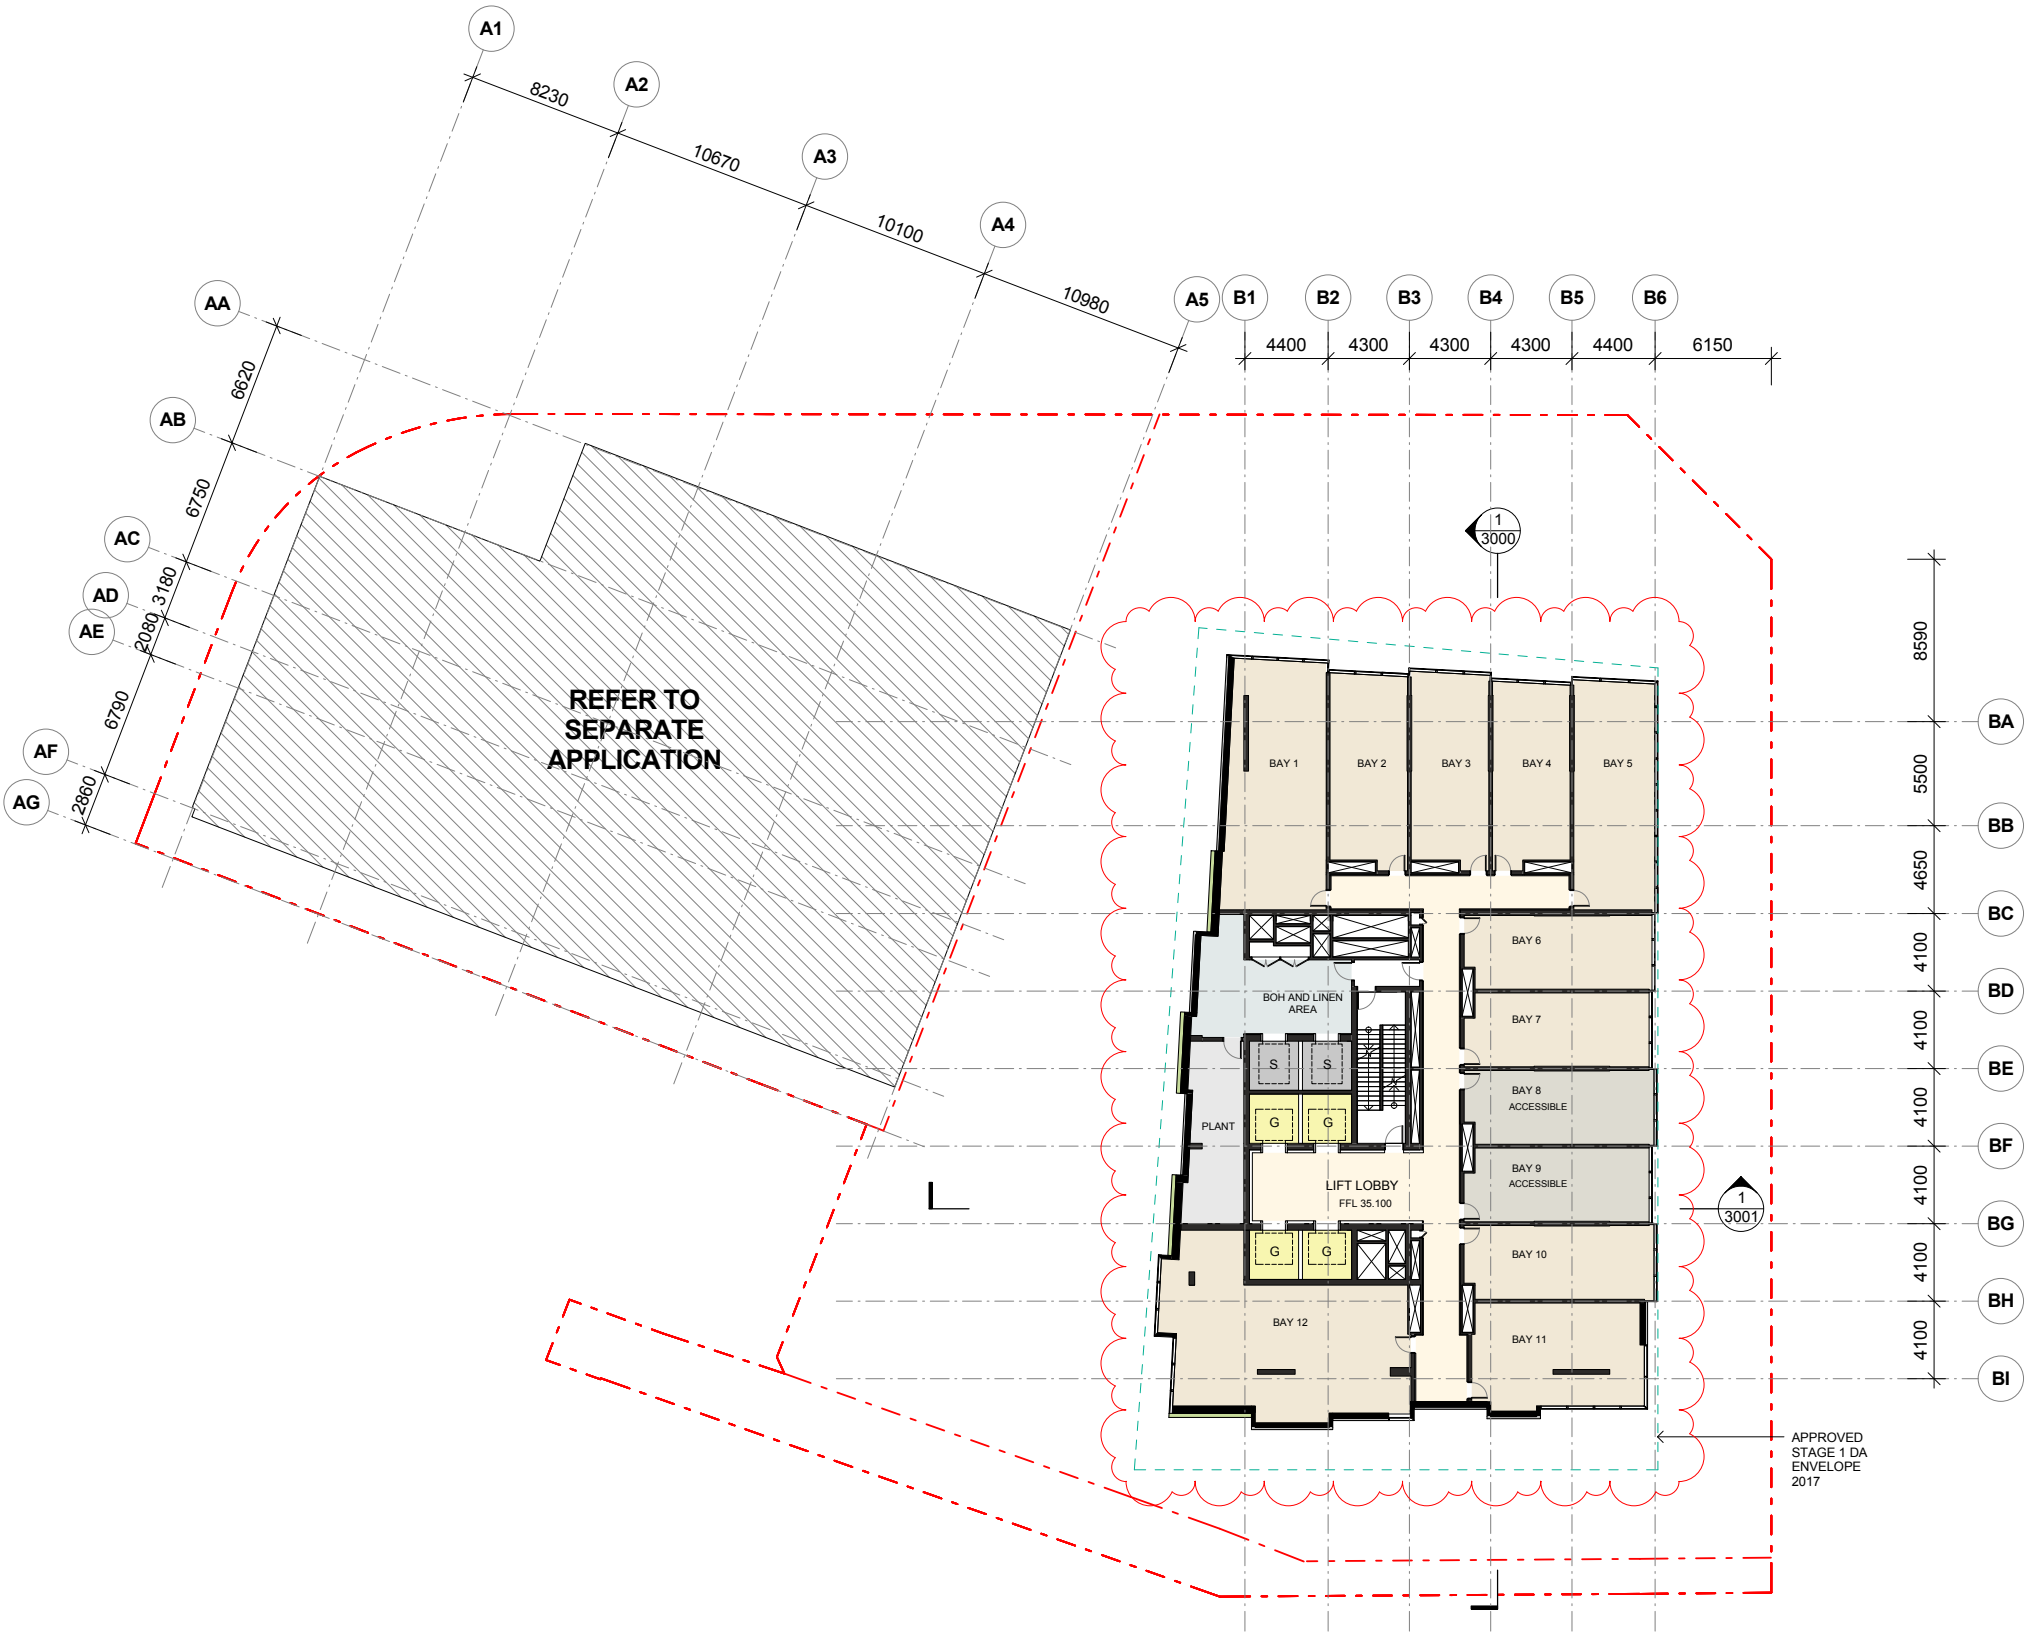 A1
A2
A3
A4
A5
B1
B2
B3
B4
B5
B6
8230
10670
10100
10980
4400
4300
4300
4300
4400
6150
AA
AB
AC
AD
AE
AF
AG
6620
6750
3180
2080
6790
2860
REFER TO
SEPARATE
APPLICATION
1
3000
BA
BB
BC
BD
BE
BF
BG
BH
BI
8590
5500
4650
4100
4100
4100
4100
4100
4100
BAY 1
BAY 2
BAY 3
BAY 4
BAY 5
BAY 6
BOH AND LINEN
AREA
BAY 7
S
S
BAY 8
ACCESSIBLE
PLANT
G
G
BAY 9
ACCESSIBLE
LIFT LOBBY
FFL 35.100
1
3001
G
G
BAY 10
BAY 12
BAY 11
APPROVED
STAGE 1 DA
ENVELOPE
2017